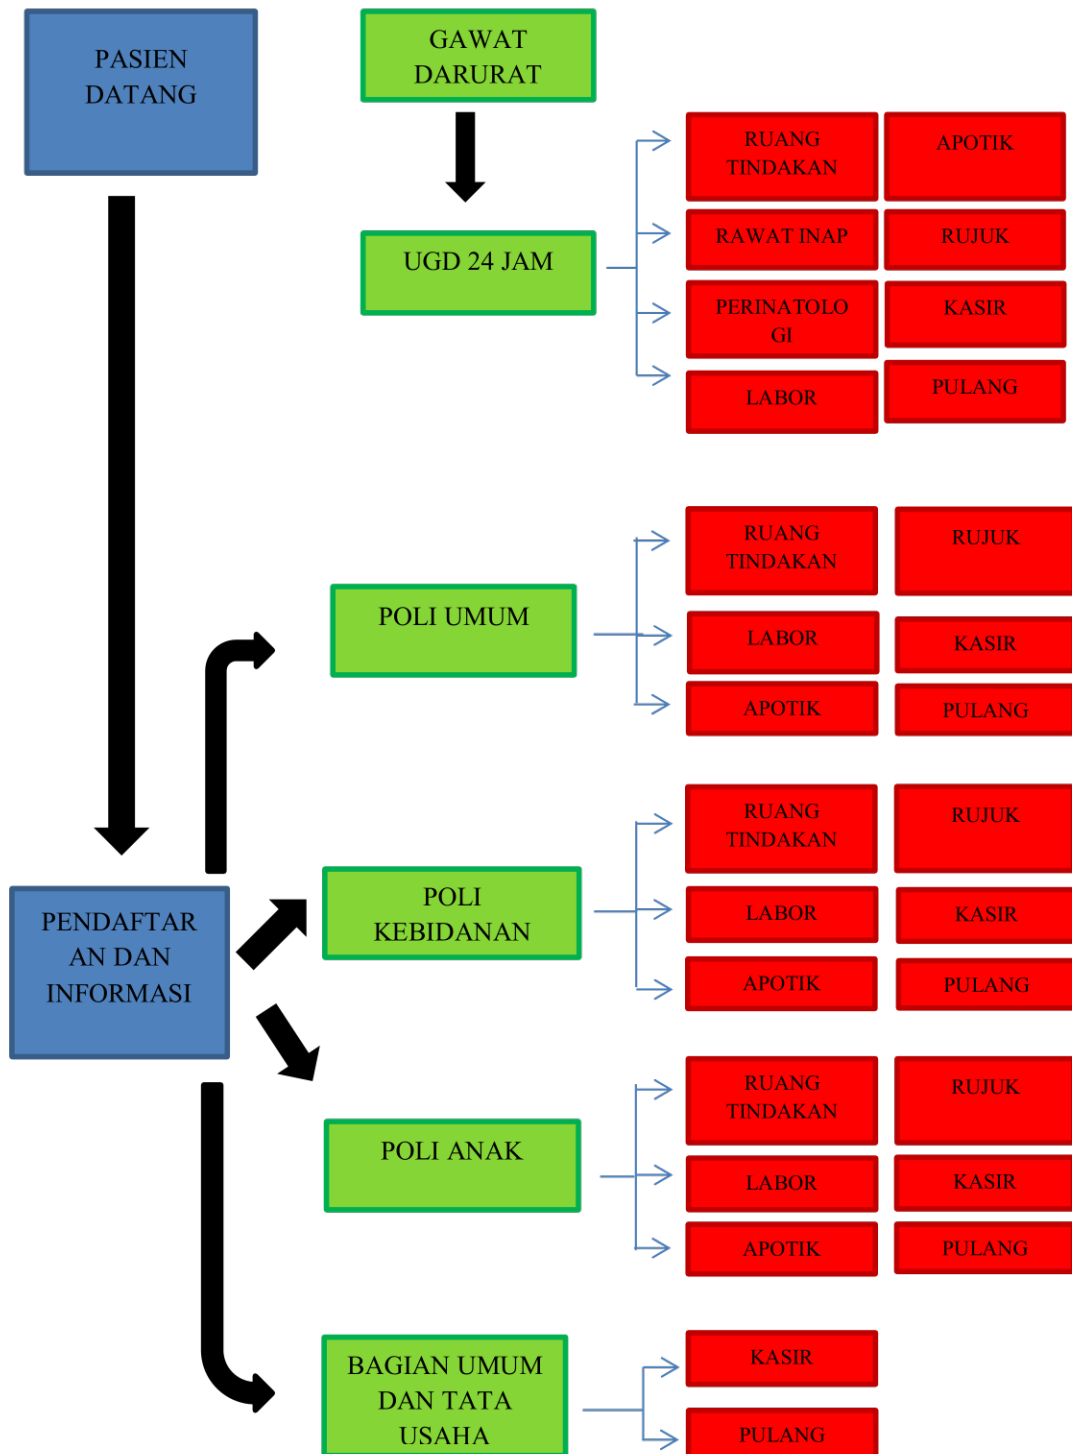 PASIEN
DATANG
GAWAT
DARURAT
UGD 24 JAM
RUANG
TINDAKAN
APOTIK
RAWAT INAP
RUJUK
PERINATOLO
GI
KASIR
LABOR
PULANG
POLI UMUM
RUANG
TINDAKAN
RUJUK
LABOR
KASIR
APOTIK
PULANG
PENDAFTAR
AN DAN
INFORMASI
POLI
KEBIDANAN
RUANG
TINDAKAN
RUJUK
LABOR
KASIR
APOTIK
PULANG
POLI ANAK
RUANG
TINDAKAN
RUJUK
LABOR
KASIR
APOTIK
PULANG
BAGIAN UMUM
DAN TATA
USAHA
KASIR
PULANG